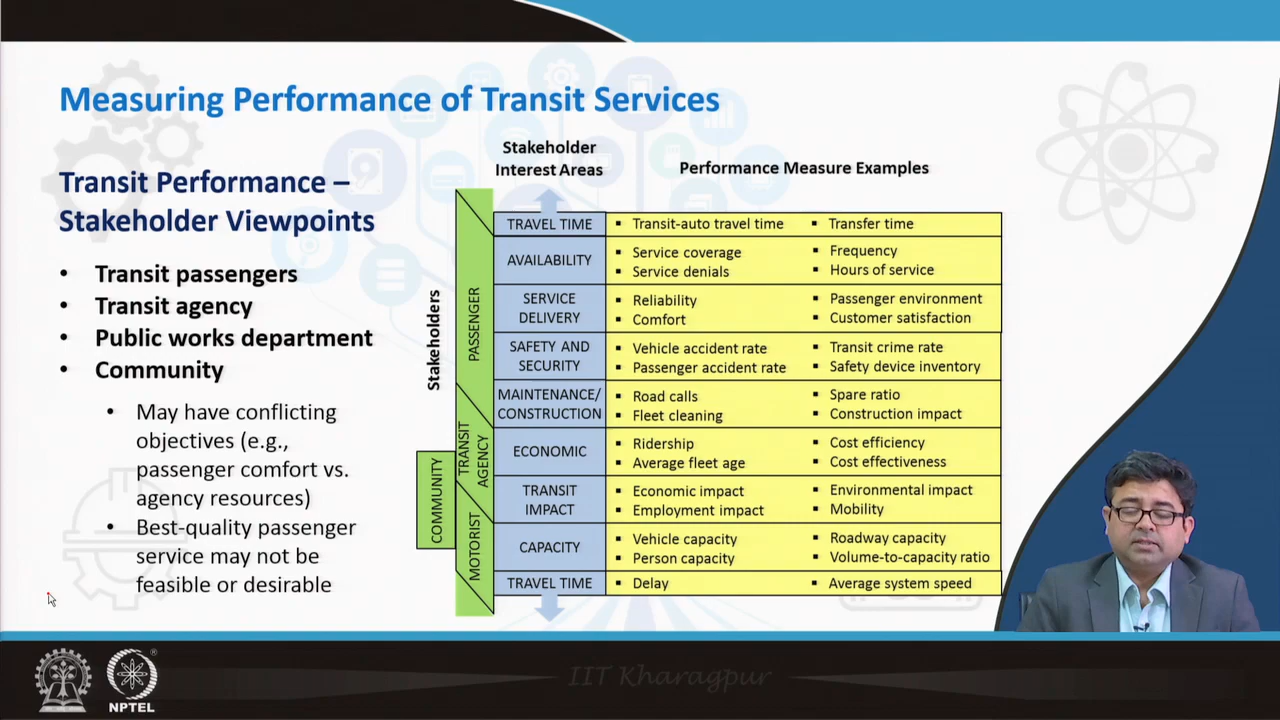 Measuring Performance of Transit Services
Transit Performance –
Stakeholder Viewpoints
• Transit passengers
• Transit agency
• Public works department
• Community
• May have conflicting
objectives (e.g.,
passenger comfort vs.
agency resources)
• Best-quality passenger
service may not be
feasible or desirable
Stakeholder
Interest Areas
Performance Measure Examples
Stakeholders
PASSENGER
TRANSIT
AGENCY
COMMUNITY
MOTORIST
TRAVEL TIME
▪ Transit-auto travel time
▪ Transfer time
AVAILABILITY
▪ Service coverage
▪ Service denials
▪ Frequency
▪ Hours of service
SERVICE
DELIVERY
▪ Reliability
▪ Comfort
▪ Passenger environment
▪ Customer satisfaction
SAFETY AND
SECURITY
▪ Vehicle accident rate
▪ Passenger accident rate
▪ Transit crime rate
▪ Safety device inventory
MAINTENANCE/
CONSTRUCTION
▪ Road calls
▪ Fleet cleaning
▪ Spare ratio
▪ Construction impact
ECONOMIC
▪ Ridership
▪ Average fleet age
▪ Cost efficiency
▪ Cost effectiveness
TRANSIT
IMPACT
▪ Economic impact
▪ Employment impact
▪ Environmental impact
▪ Mobility
CAPACITY
▪ Vehicle capacity
▪ Person capacity
▪ Roadway capacity
▪ Volume-to-capacity ratio
TRAVEL TIME
▪ Delay
▪ Average system speed
IIT Kharagpur
®
NPTEL